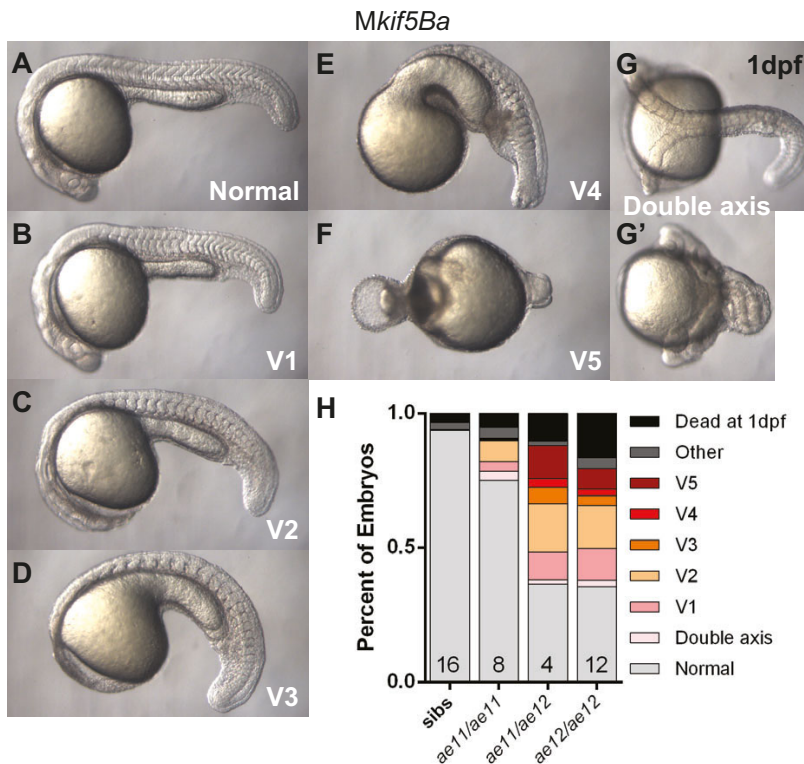 Mkif5Ba
A
Normal
B
V1
C
V2
D
V3
E
V4
F
V5
G
1dpf
Double axis
G’
H
Percent of Embryos
1.0
0.5
0.0
16
8
4
12
sibs
ae11/ae11
ae11/ae12
ae12/ae12
Dead at 1dpf
Other
V5
V4
V3
V2
V1
Double axis
Normal